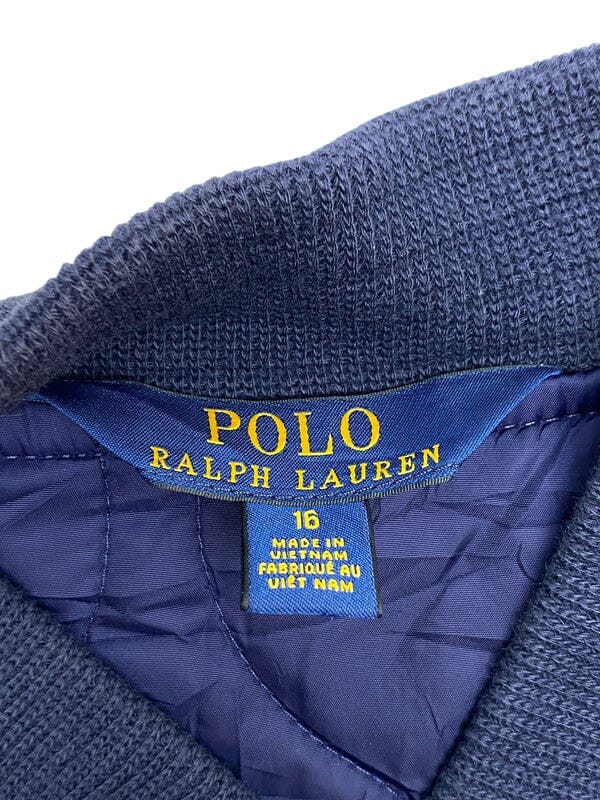 POLO
RALPH LAUREN
16
MADE IN
VIETNAM
FABRIQUÉ AU
VIÊT NAM